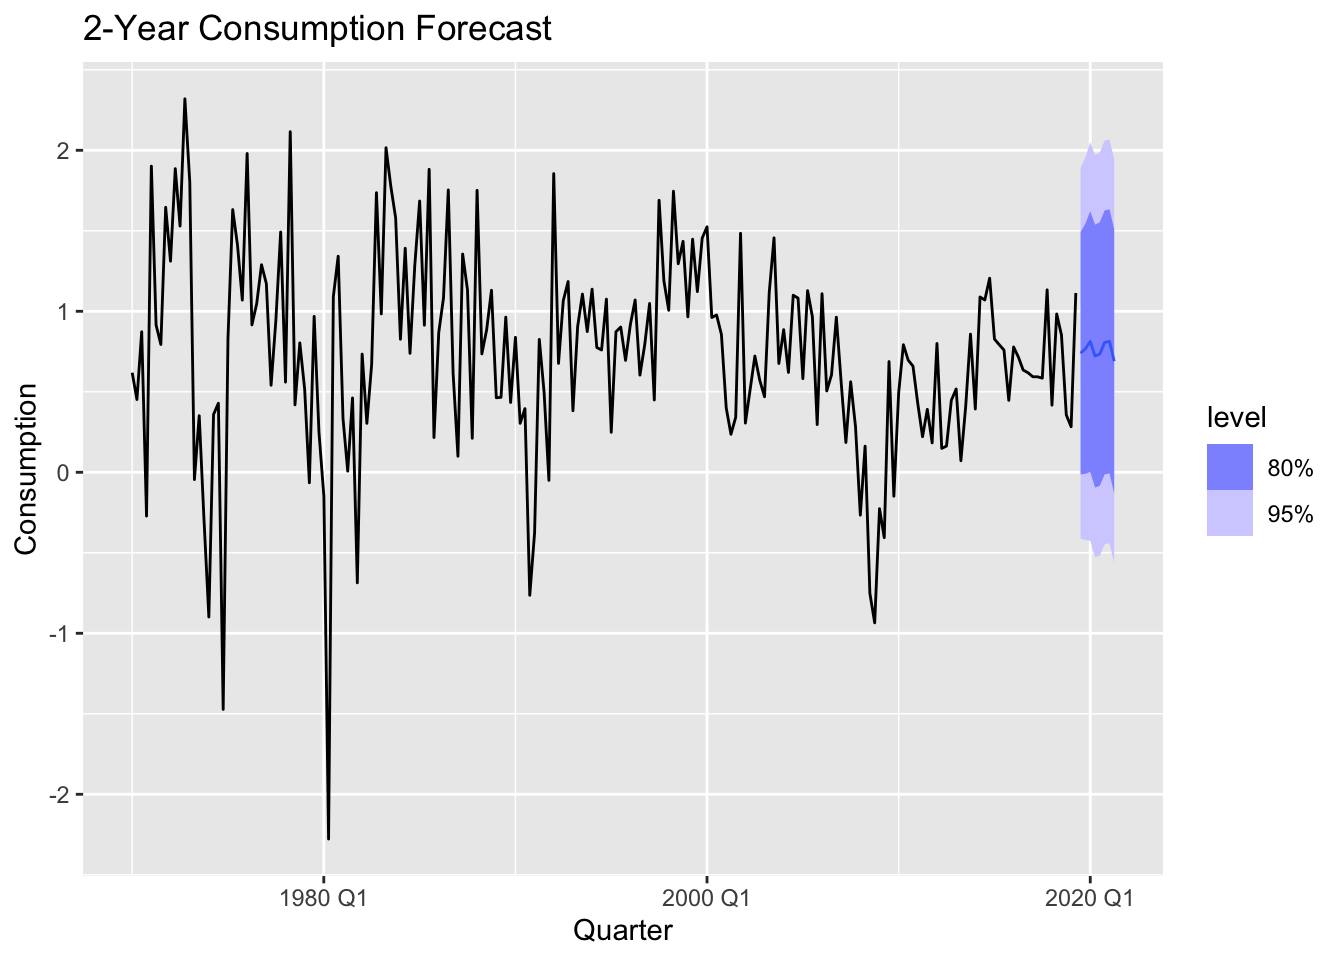 2-Year Consumption Forecast
Consumption
2
1
0
-1
-2
1980 Q1
2000 Q1
2020 Q1
Quarter
level
80%
95%